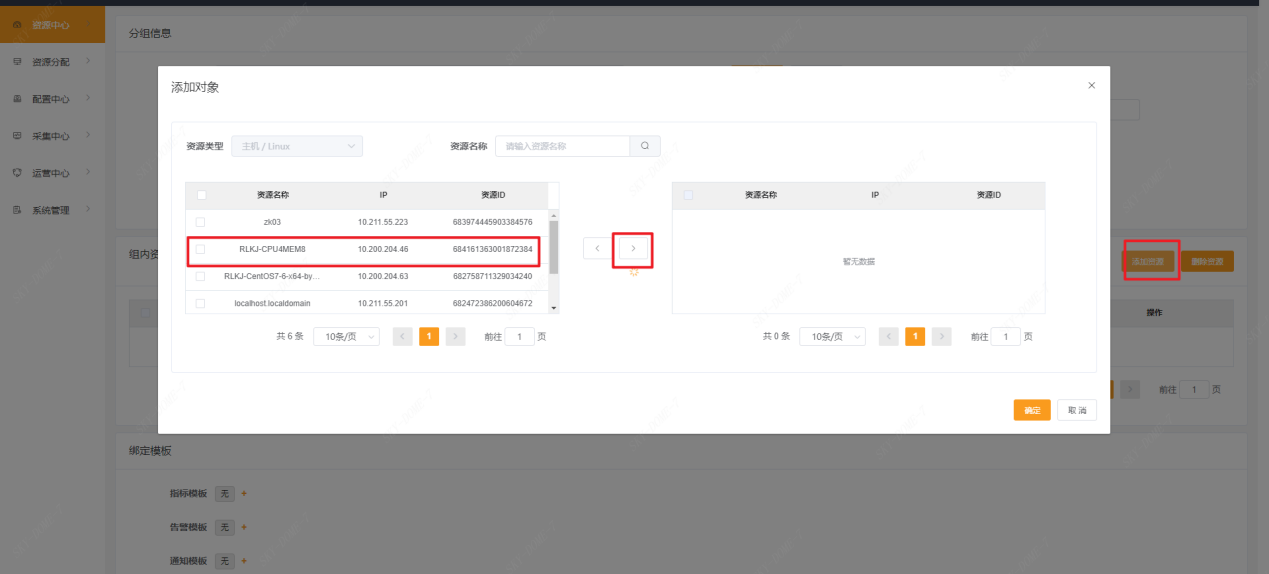 资源中心
分组信息
资源分配
配置中心
采集中心
运营中心
系统管理
添加对象
×
资源类型 主机 / Linux 资源名称 请输入资源名称
资源名称 IP 资源ID
zk03 10.211.55.223 683974445903384576
RLKJ-CPU4MEM8 10.200.204.46 684161363001872384
RLKJ-CentOS7-6-x64-by... 10.200.204.63 682758711329034240
localhost.localdomain 10.211.55.201 682472386200604672
共 6 条 10条/页 < 1 > 前往 1 页
< >
资源名称 IP 资源ID
暂无数据
共 0 条 10条/页 < 1 > 前往 1 页
确定 取 消
组内资
添加资源 删除资源
操作
> 前往 1 页
绑定模板
指标模板 无 +
告警模板 无 +
通知模板 无 +